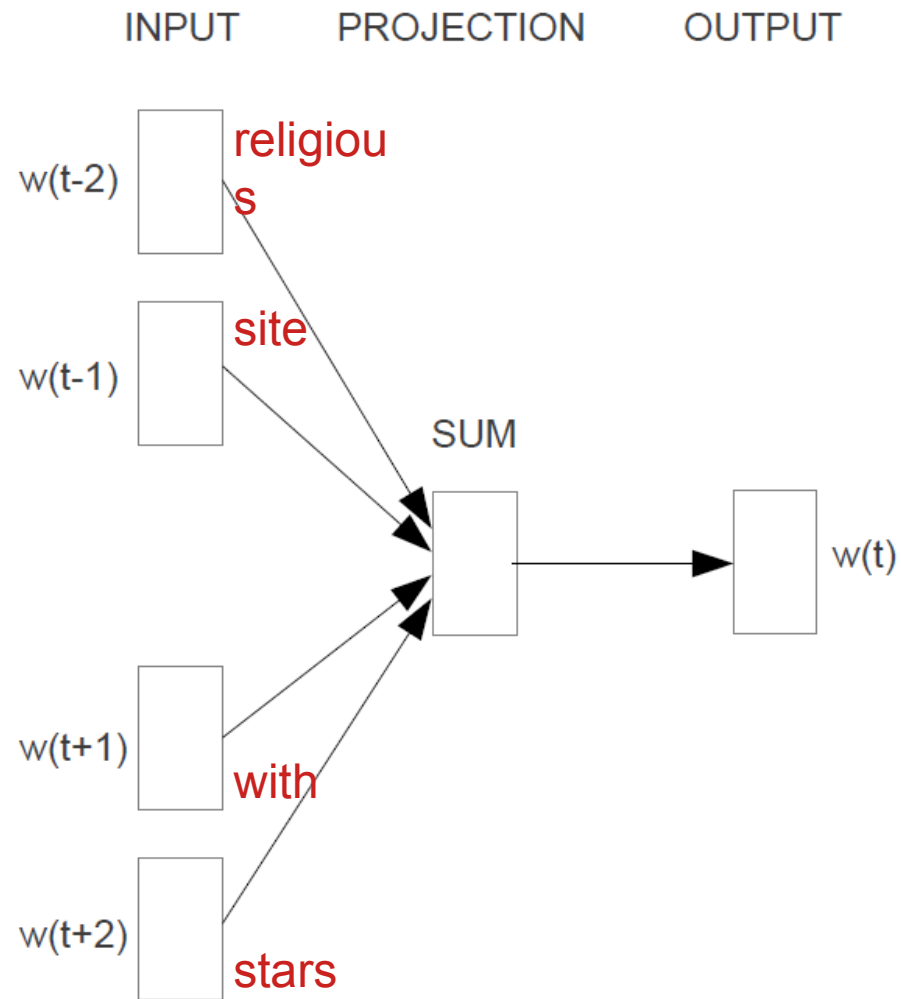 INPUT PROJECTION OUTPUT
religiou
w(t-2)
s
site
w(t-1)
SUM
w(t)
w(t+1)
with
w(t+2)
stars